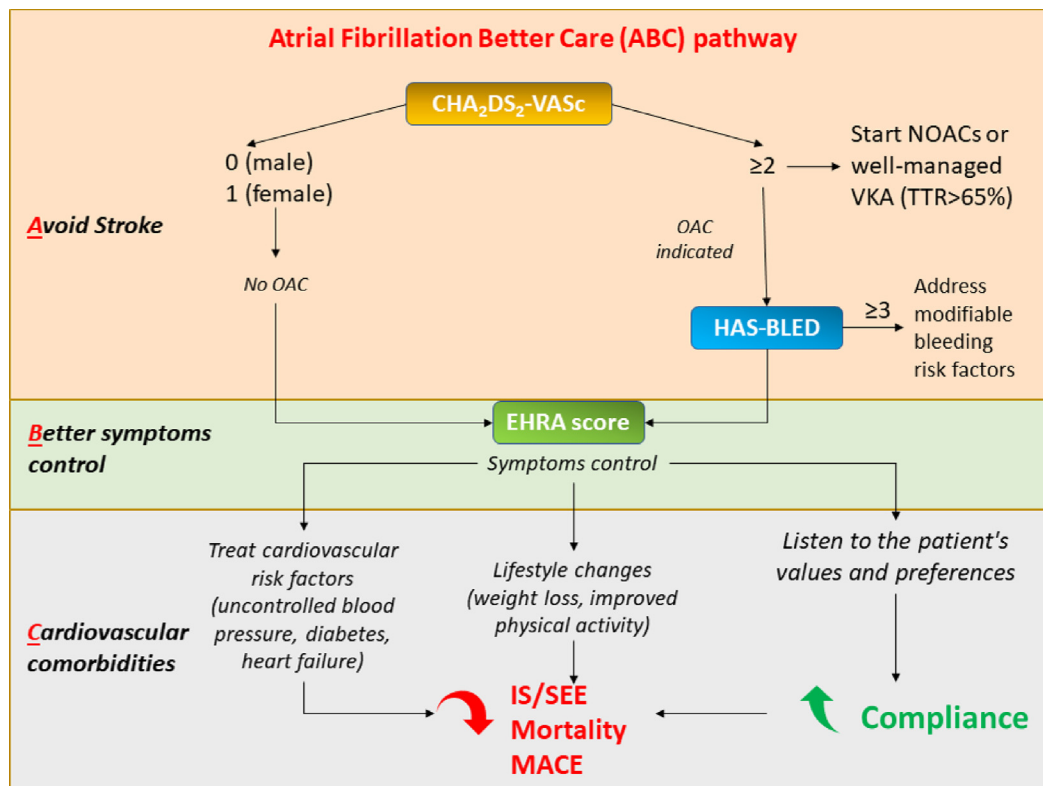 Atrial Fibrillation Better Care (ABC) pathway
CHA₂DS₂-VASc
0 (male)
1 (female)
≥2
Start NOACs or
well-managed
VKA (TTR>65%)
Avoid Stroke
No OAC
OAC
indicated
HAS-BLED
≥3
Address
modifiable
bleeding
risk factors
Better symptoms
control
EHRA score
Symptoms control
Cardiovascular
comorbidities
Treat cardiovascular
risk factors
(uncontrolled blood
pressure, diabetes,
heart failure)
Lifestyle changes
(weight loss, improved
physical activity)
Listen to the patient's
values and preferences
IS/SEE
Mortality
MACE
Compliance